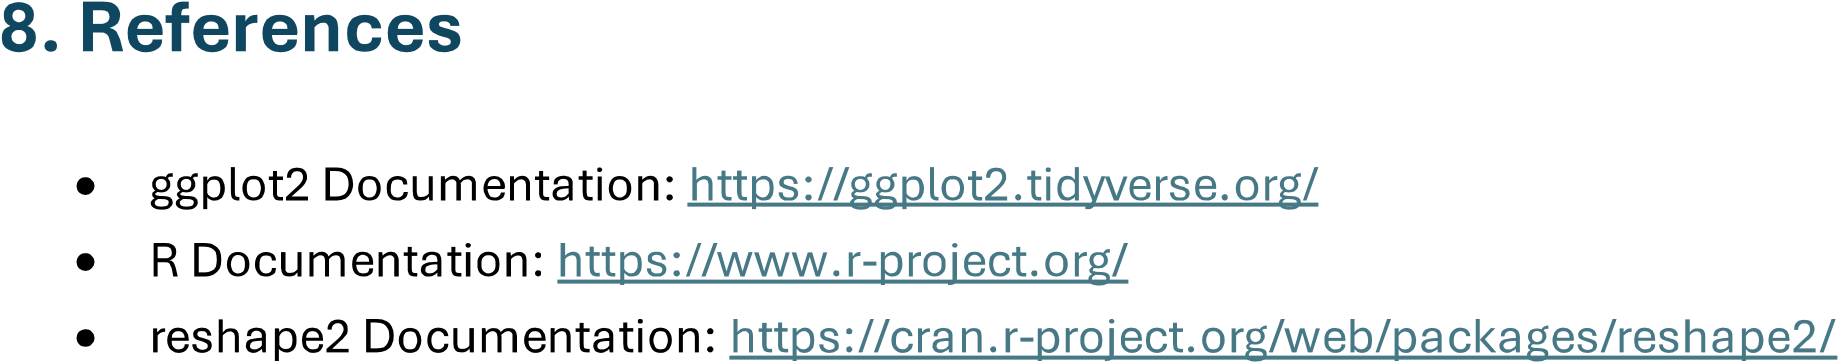 8. References
• ggplot2 Documentation: https://ggplot2.tidyverse.org/
• R Documentation: https://www.r-project.org/
• reshape2 Documentation: https://cran.r-project.org/web/packages/reshape2/